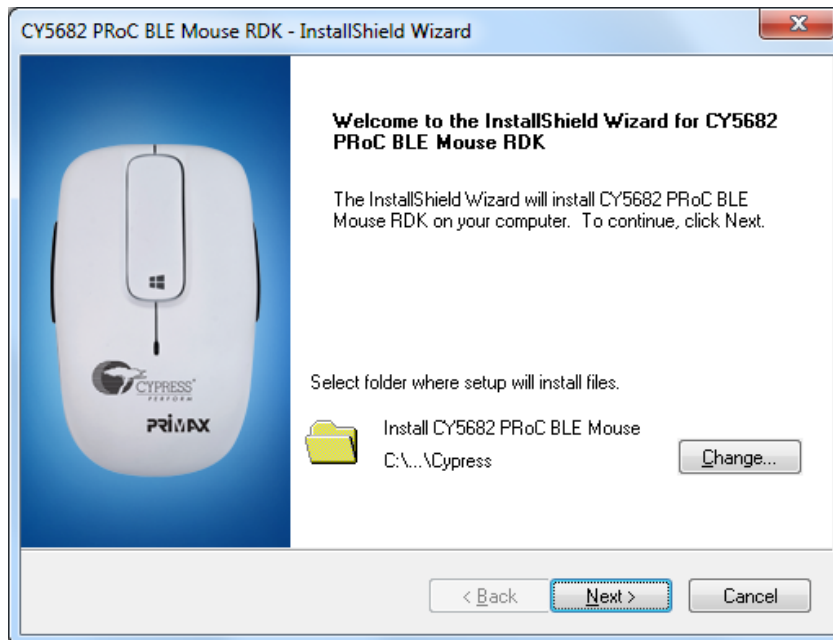 CY5682 PRoC BLE Mouse RDK - InstallShield Wizard
Welcome to the InstallShield Wizard for CY5682
PRoC BLE Mouse RDK
The InstallShield Wizard will install CY5682 PRoC BLE
Mouse RDK on your computer.  To continue, click Next.
CYPRESS
PERFORM
PRIMAX
Select folder where setup will install files.
Install CY5682 PRoC BLE Mouse
C:\...\Cypress
Change...
< Back
Next >
Cancel